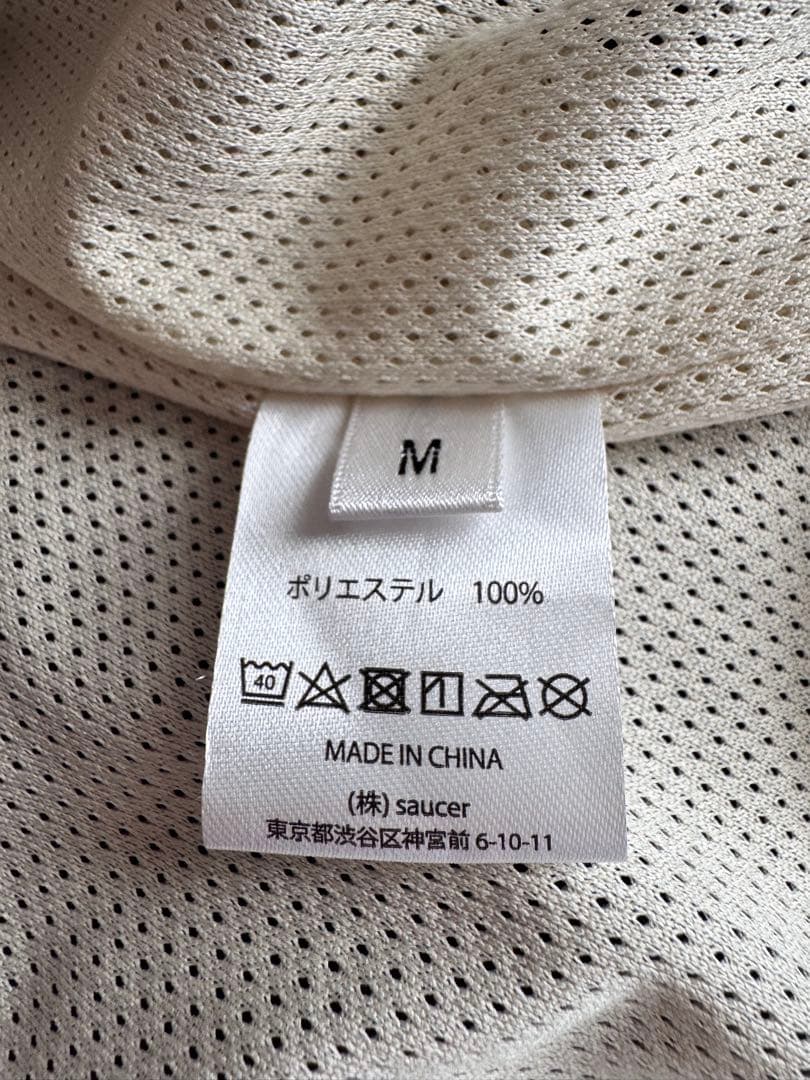 M
ポリエステル 100%
40
MADE IN CHINA
(株) saucer
東京都渋谷区神宮前 6-10-11